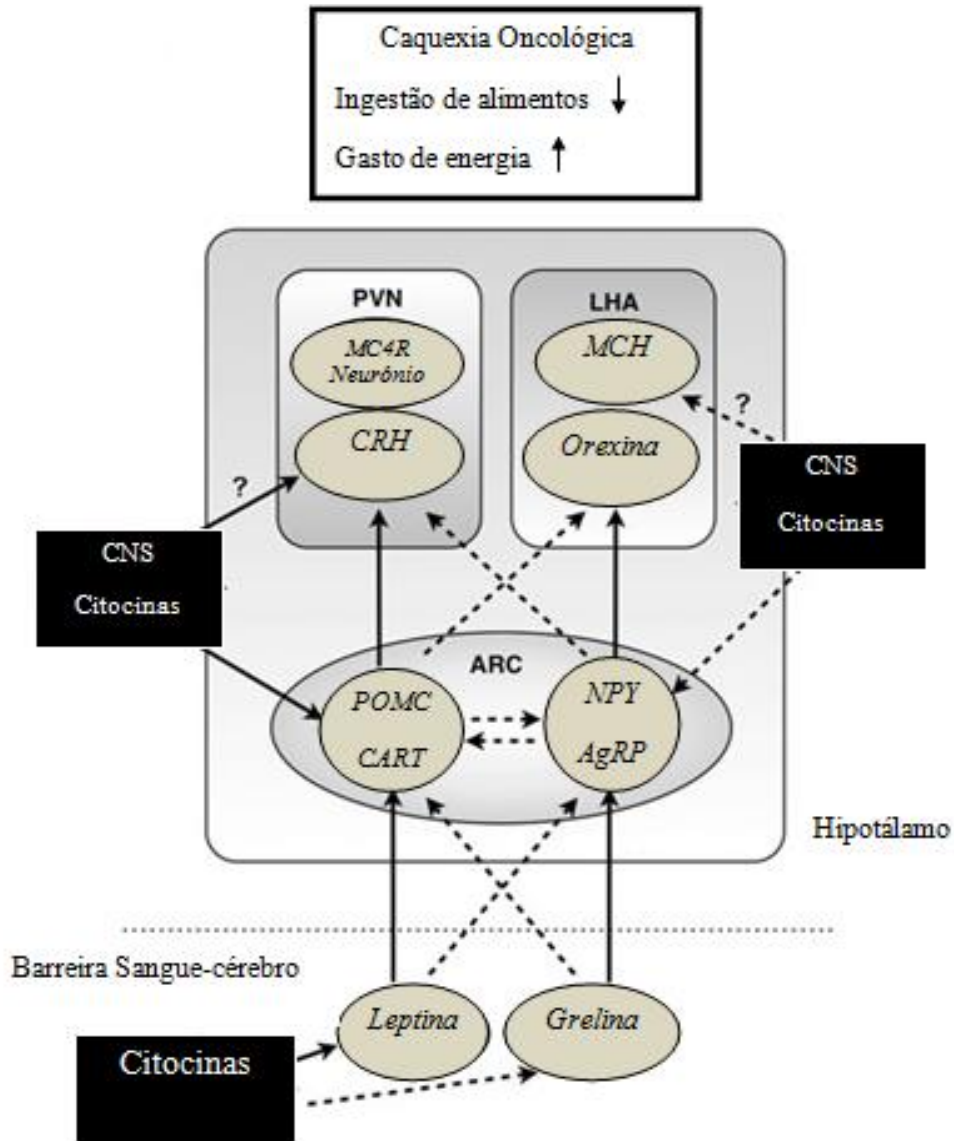 Caquexia Oncológica
Ingestão de alimentos ↓
Gasto de energia ↑
PVN
LHA
MC4R
Neurônio
MCH
?
CRH
Orexina
?
CNS
Citocinas
CNS
Citocinas
ARC
POMC
CART
NPY
AgRP
Hipotálamo
Barreira Sangue-cérebro
Leptina
Grelina
Citocinas